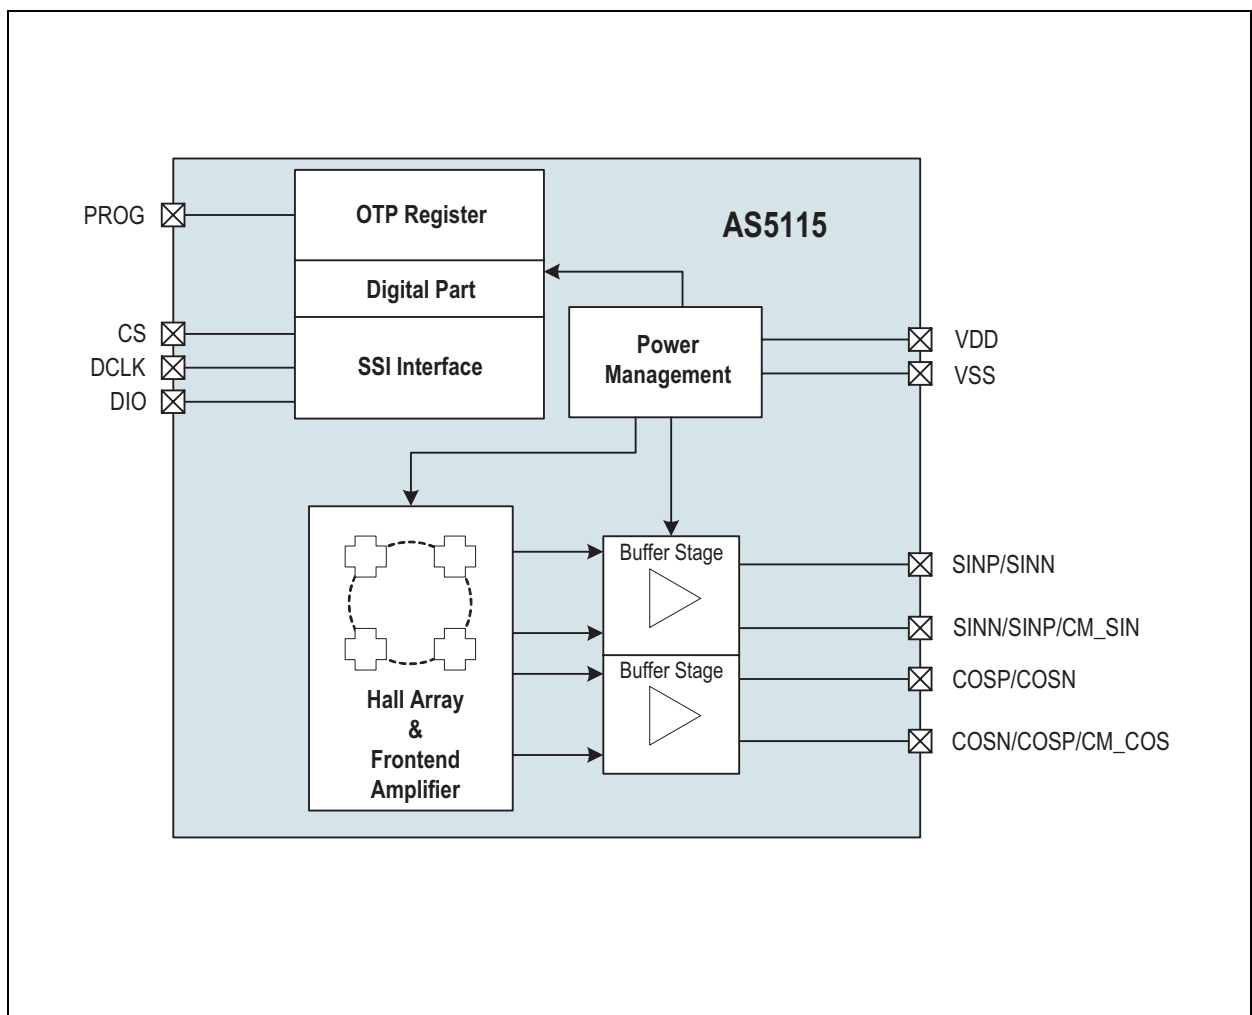 AS5115
PROG
OTP Register
Digital Part
CS
DCLK
DIO
SSI Interface
Power
Management
VDD
VSS
Hall Array
&
Frontend
Amplifier
Buffer Stage
Buffer Stage
SINP/SINN
SINN/SINP/CM_SIN
COSP/COSN
COSN/COSP/CM_COS